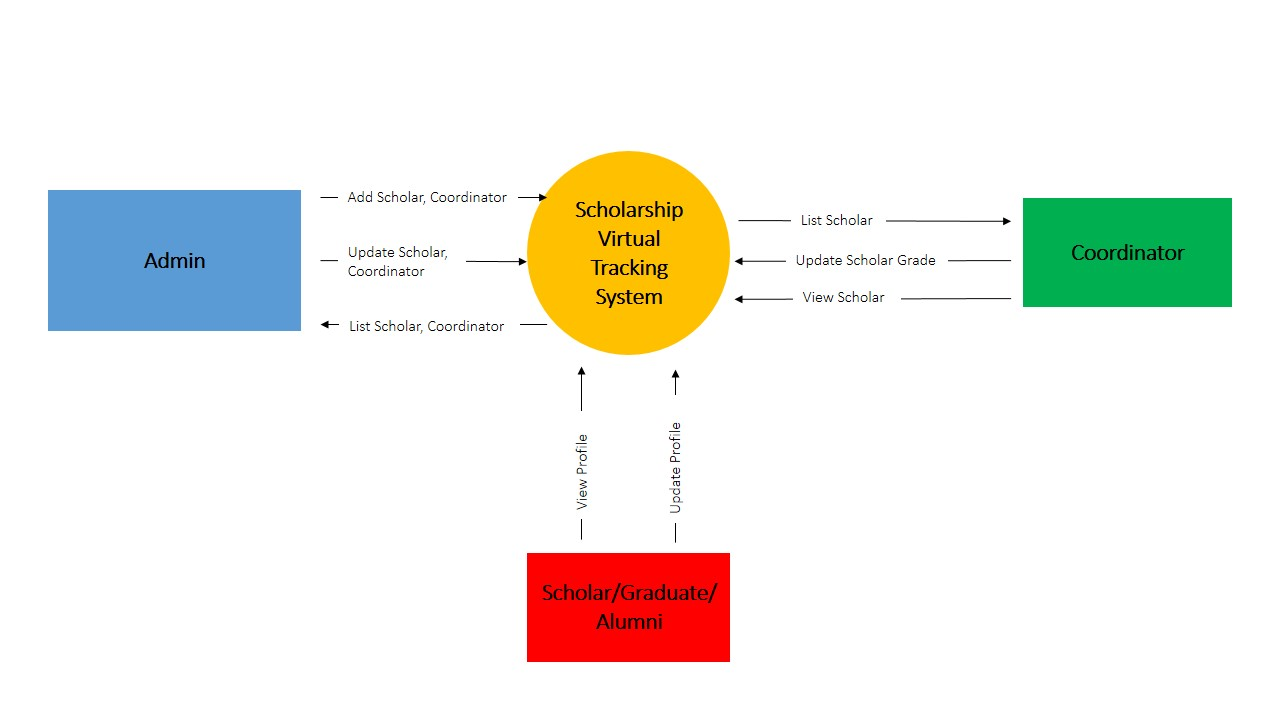 Admin
Add Scholar, Coordinator
Update Scholar,
Coordinator
List Scholar, Coordinator
Scholarship
Virtual
Tracking
System
List Scholar
Update Scholar Grade
View Scholar
Coordinator
View Profile
Update Profile
Scholar/Graduate/
Alumni